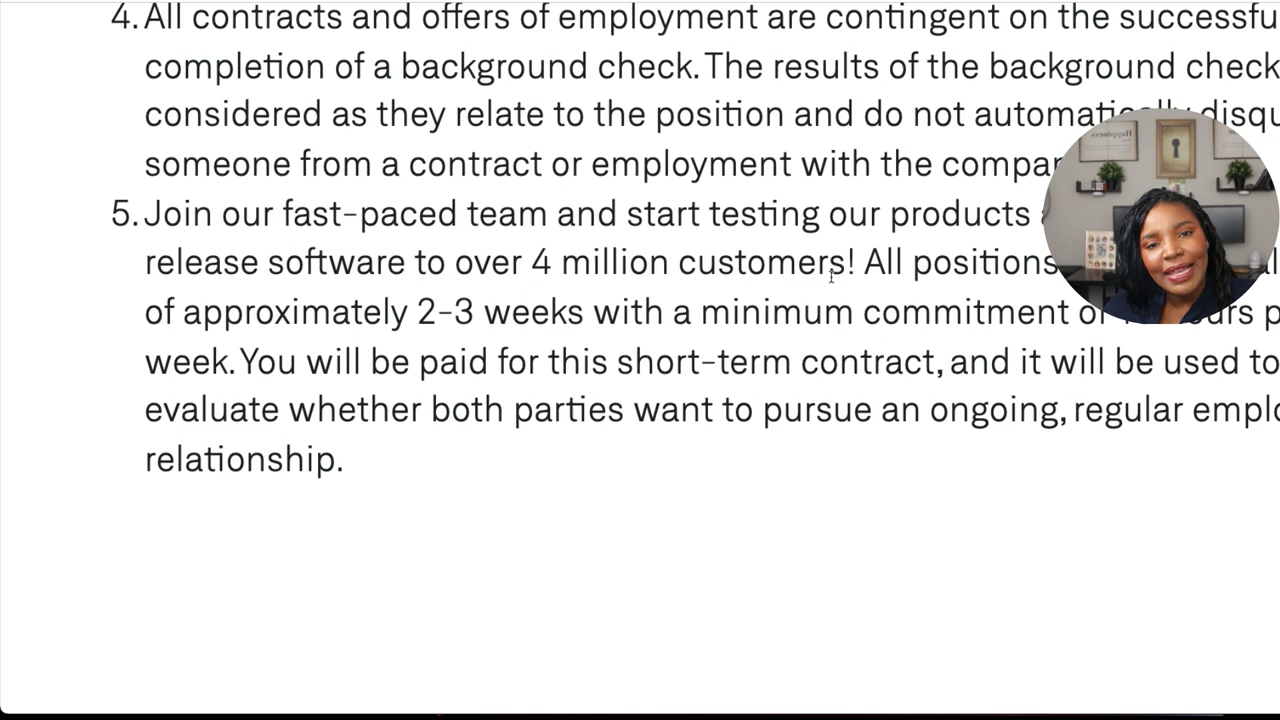 4. All contracts and offers of employment are contingent on the successfu
completion of a background check. The results of the background check
considered as they relate to the position and do not automatically disqu
someone from a contract or employment with the compan
5. Join our fast-paced team and start testing our products
release software to over 4 million customers! All positions
of approximately 2-3 weeks with a minimum commitment of
week. You will be paid for this short-term contract, and it will be used to
evaluate whether both parties want to pursue an ongoing, regular emplo
relationship.